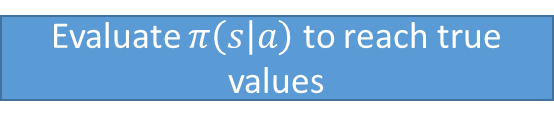 Evaluate 𝜋(𝑠|𝑎) to reach true
values